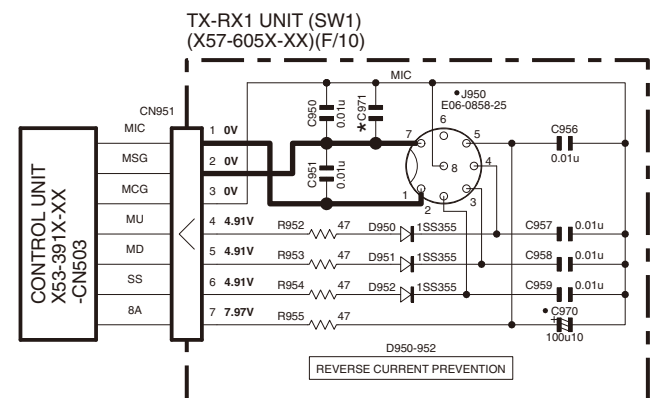 TX-RX1 UNIT (SW1)
(X57-605X-XX)(F/10)
MIC
J950
E06-0858-25
CN951
C950
0.01u
*C971
C951
0.01u
7
6
5
8
4
1
2
3
C956
0.01u
CONTROL UNIT
X53-391X-XX
-CN503
MIC
MSG
MCG
MU
MD
SS
8A
1 0V
2 0V
3 0V
4 4.91V
5 4.91V
6 4.91V
7 7.97V
R952 47 D950 1SS355 C957 0.01u
R953 47 D951 1SS355 C958 0.01u
R954 47 D952 1SS355 C959 0.01u
R955 47 C970
+
100u10
D950-952
REVERSE CURRENT PREVENTION